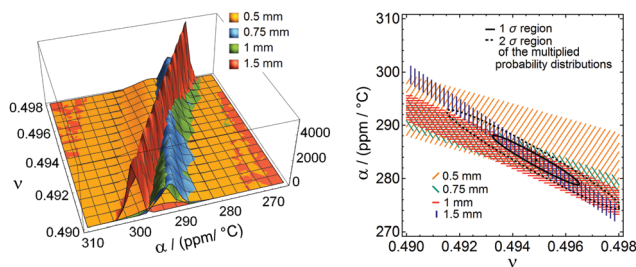 0.5 mm
0.75 mm
1 mm
1.5 mm
0.498
0.496
0.494
0.492
0.490
ν
4000
2000
0
310
300
290
280
270
α / (ppm/ °C)
1 σ region
2 σ region
of the multiplied
probability distributions
310
300
290
280
270
α / (ppm / °C)
0.5 mm
0.75 mm
1 mm
1.5 mm
0.490 0.492 0.494 0.496 0.498
ν